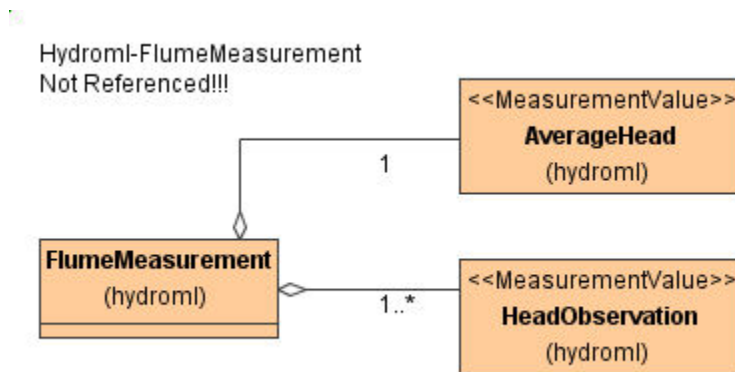 Hydroml-FlumeMeasurement
Not Referenced!!!
<<MeasurementValue>>
AverageHead
(hydroml)
1
FlumeMeasurement
(hydroml)
1..*
<<MeasurementValue>>
HeadObservation
(hydroml)